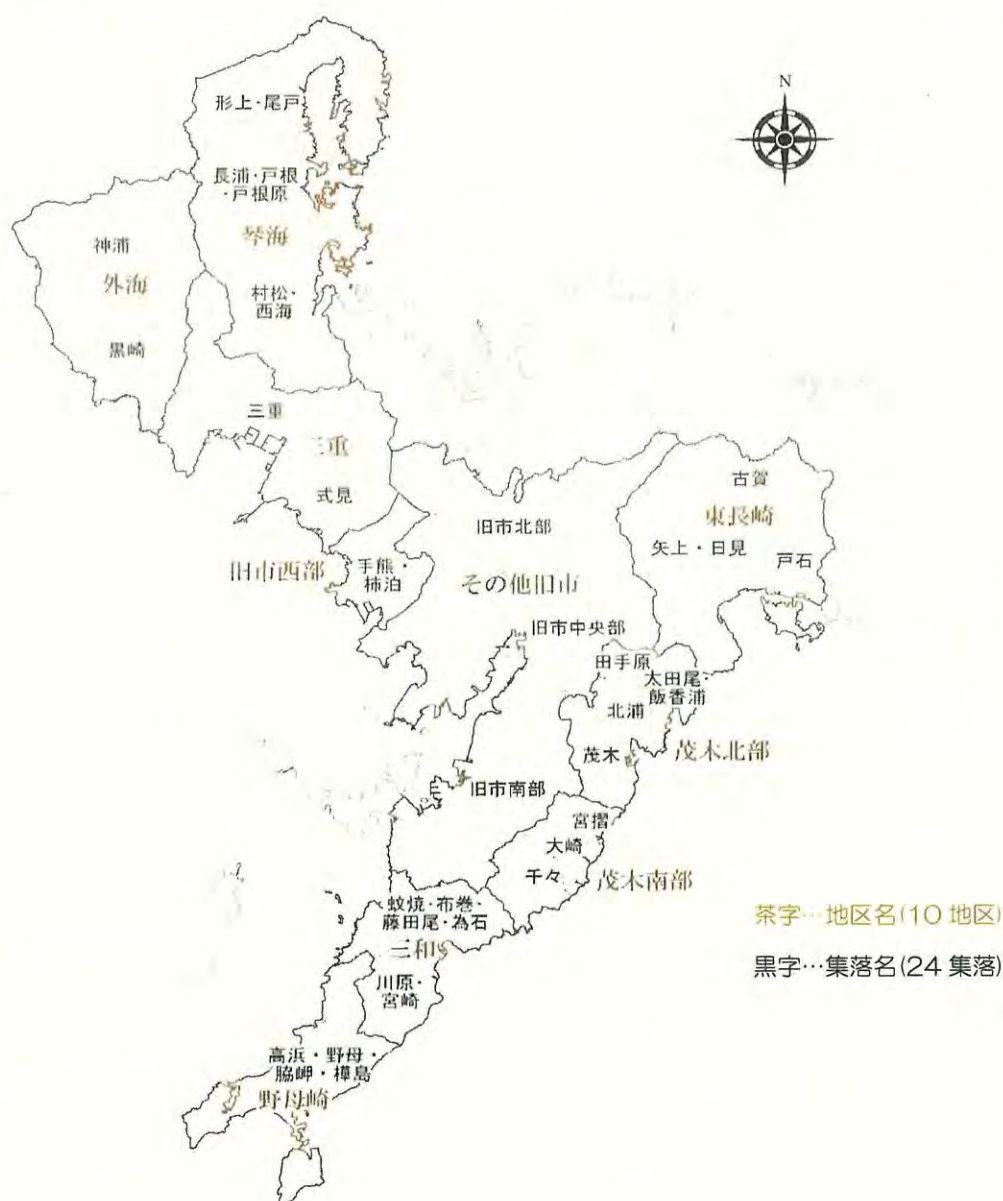 N
形上・尾戸
長浦・戸根
・戸根原
琴海
神浦
外海
村松・
西海
黒崎
三重
三重
式見
古賀
東長崎
旧市北部
矢上・日見
戸石
旧市西部
手熊・
柿泊
その他旧市
旧市中央部
田手原
太田尾・
飯香浦
北浦
茂木
茂木北部
旧市南部
宮摺
大崎
千々
茂木南部
蚊焼・布巻・
藤田尾・為石
三和
川原・
宮崎
高浜・野母・
脇岬・樺島
野母崎
茶字…地区名(10 地区)
黒字…集落名(24 集落)